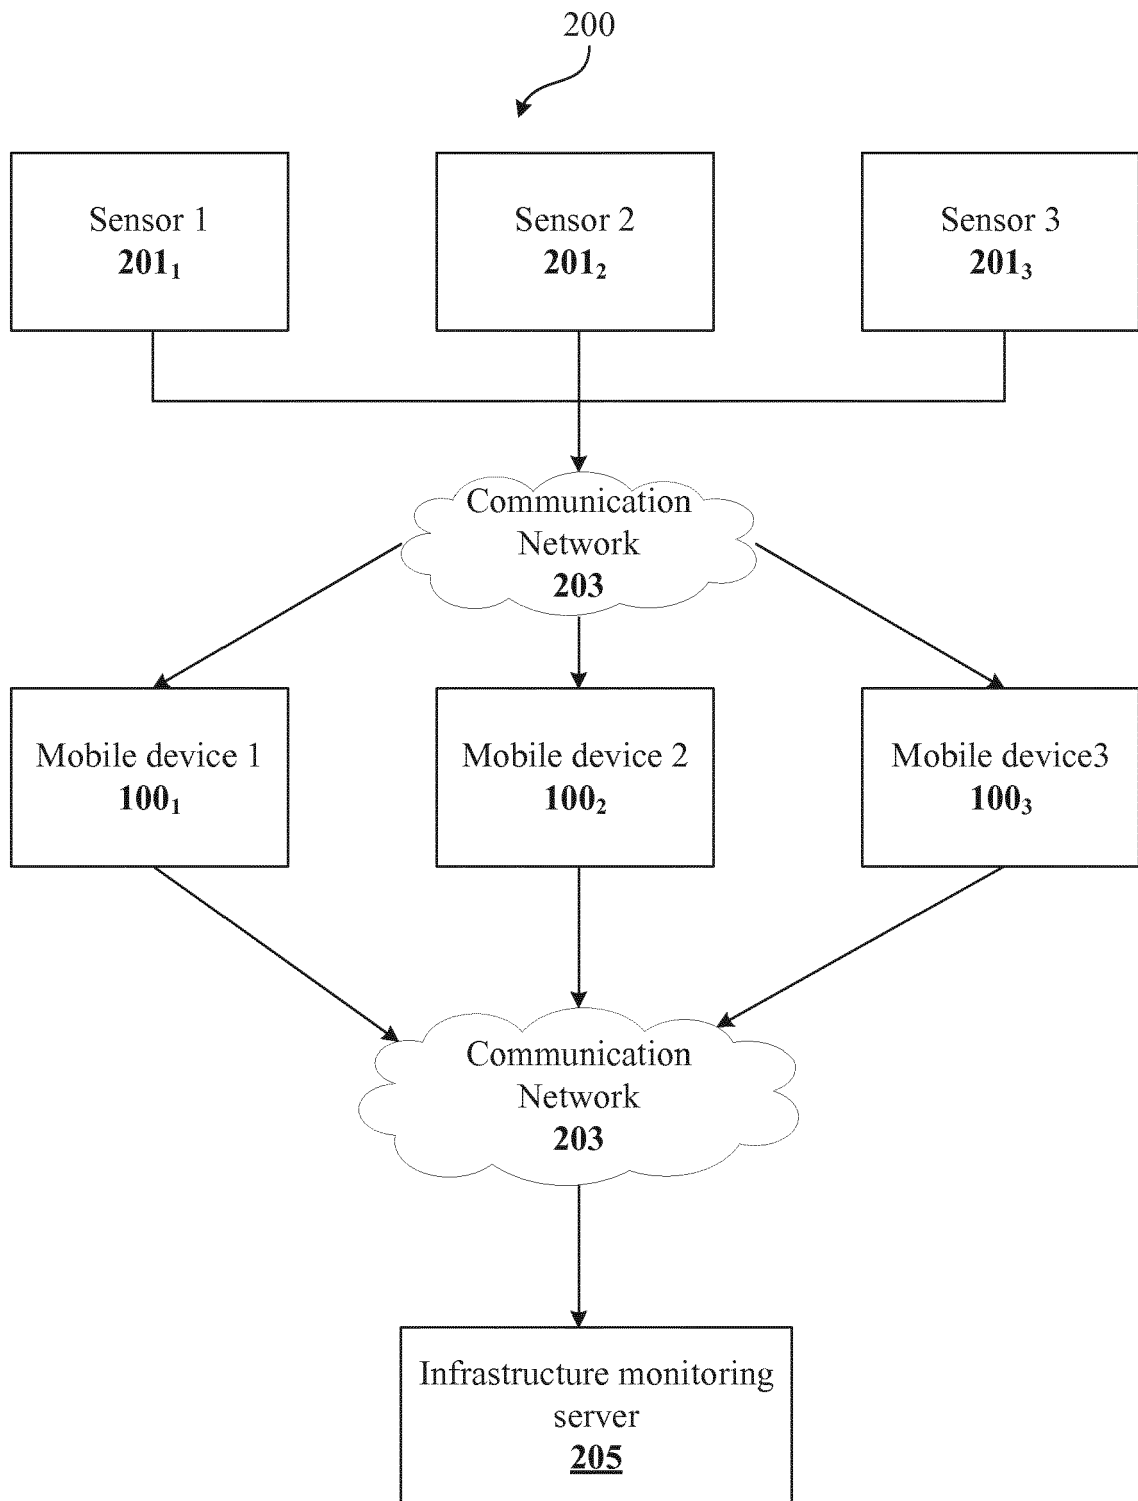 200
Sensor 1
201₁
Sensor 2
201₂
Sensor 3
201₃
Communication
Network
203
Mobile device 1
100₁
Mobile device 2
100₂
Mobile device3
100₃
Communication
Network
203
Infrastructure monitoring
server
205